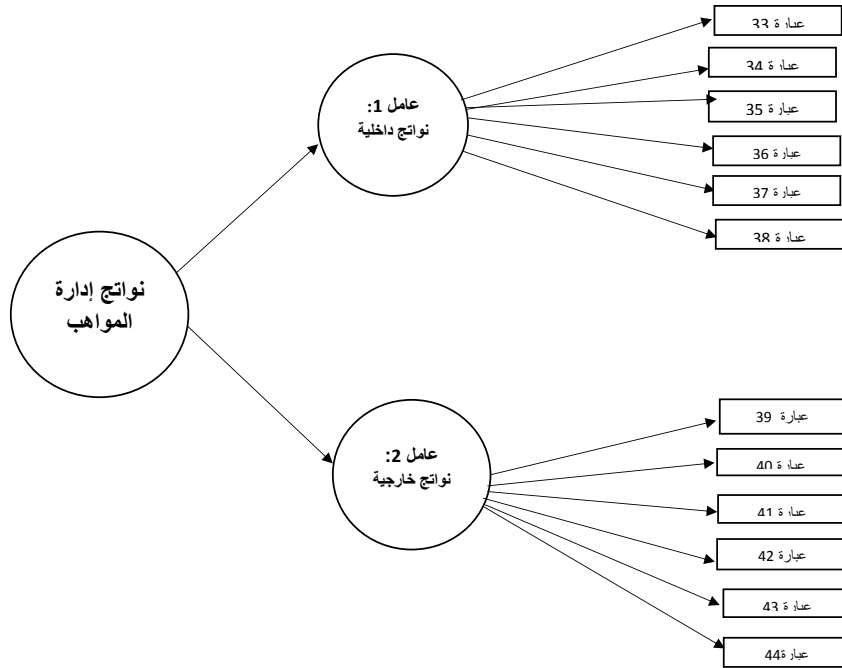 عبارة 33
عبارة 34
عامل 1:
نواتج داخلية
عبارة 35
عبارة 36
عبارة 37
عبارة 38
نواتج إدارة
المواهب
عبارة 39
عامل 2:
نواتج خارجية
عبارة 40
عبارة 41
عبارة 42
عبارة 43
عبارة44